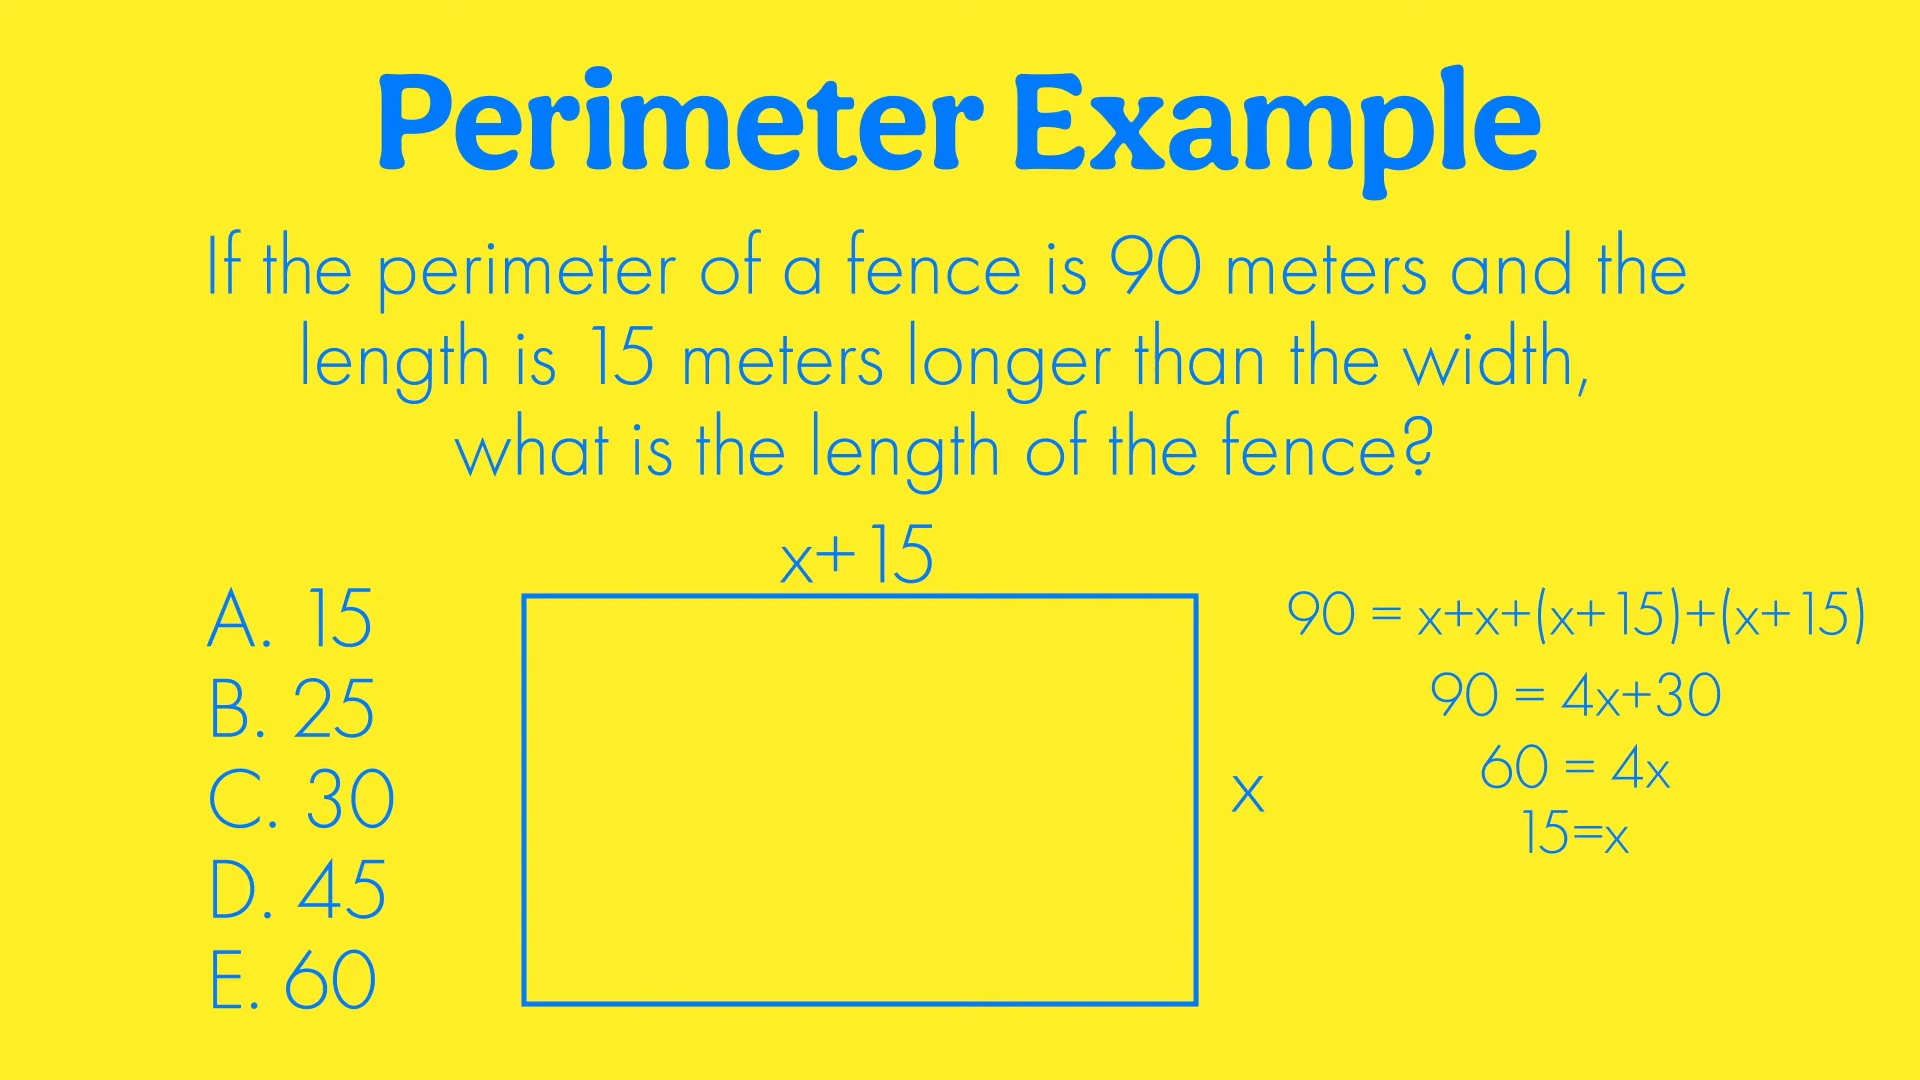 Perimeter Example
If the perimeter of a fence is 90 meters and the
length is 15 meters longer than the width,
what is the length of the fence?
x+15
A. 15
B. 25
C. 30
D. 45
E. 60
x
90 = x+x+(x+15)+(x+15)
90 = 4x+30
60 = 4x
15=x